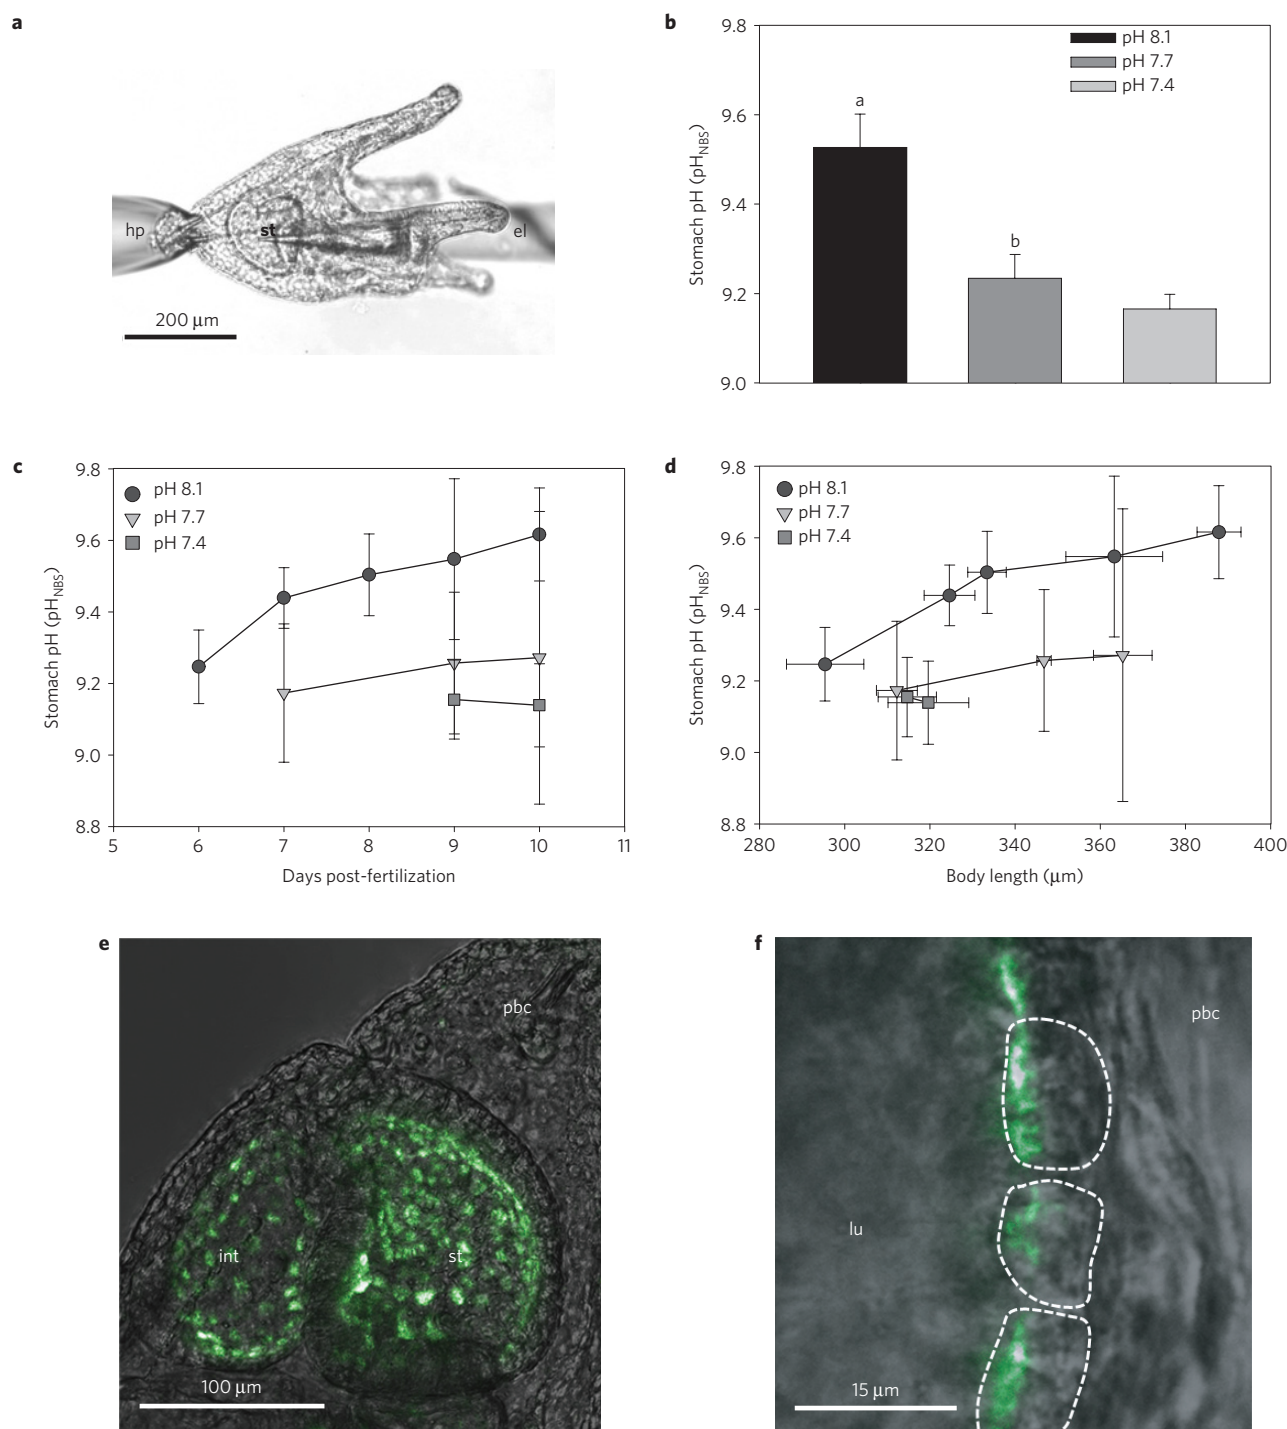 a
hp
st
el
200 μm
b
9.8
9.6
9.4
9.2
9.0
Stomach pH (pHNBS)
pH 8.1
pH 7.7
pH 7.4
a
b
c
9.8
9.6
9.4
9.2
9.0
8.8
Stomach pH (pHNBS)
pH 8.1
pH 7.7
pH 7.4
5 6 7 8 9 10 11
Days post-fertilization
d
9.8
9.6
9.4
9.2
9.0
8.8
Stomach pH (pHNBS)
pH 8.1
pH 7.7
pH 7.4
280 300 320 340 360 380 400
Body length (μm)
e
pbc
int
st
100 μm
f
pbc
lu
15 μm